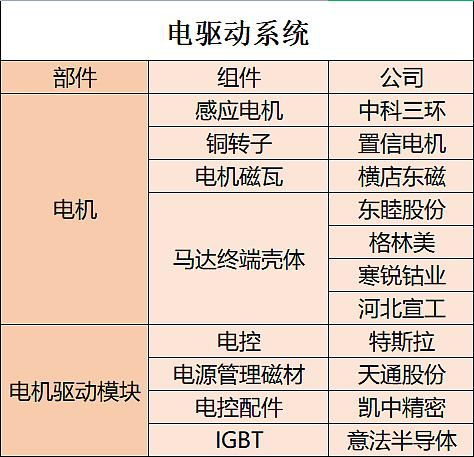 电驱动系统
部件 组件 公司
电机 感应电机 中科三环
铜转子 置信电机
电机磁瓦 横店东磁
马达终端壳体 东睦股份
格林美
寒锐钴业
河北宣工
电机驱动模块 电控 特斯拉
电源管理磁材 天通股份
电控配件 凯中精密
IGBT 意法半导体